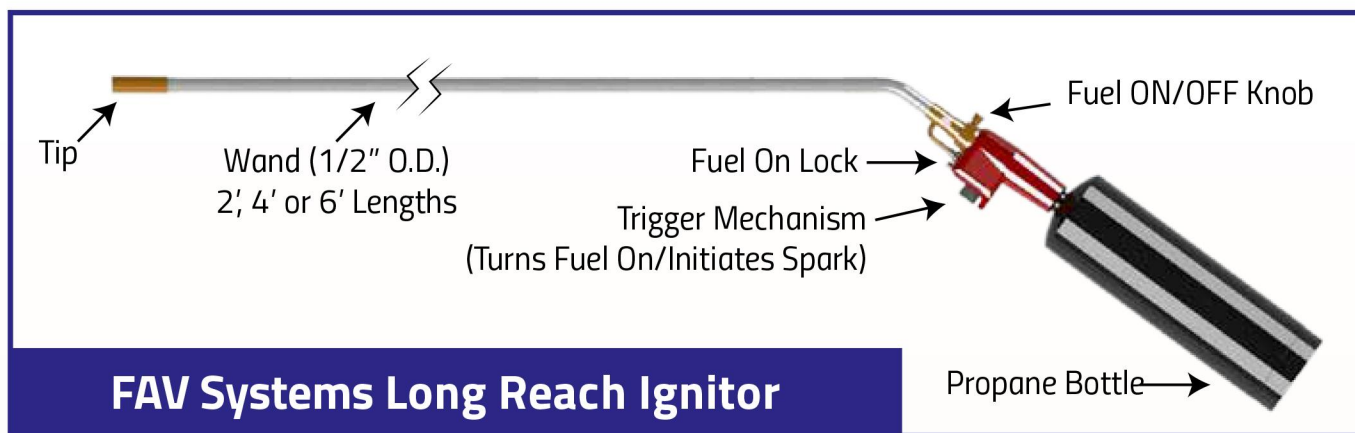 Fuel ON/OFF Knob
Tip
Wand (1/2" O.D.)
2', 4' or 6' Lengths
Fuel On Lock
Trigger Mechanism
(Turns Fuel On/Initiates Spark)
FAV Systems Long Reach Ignitor
Propane Bottle